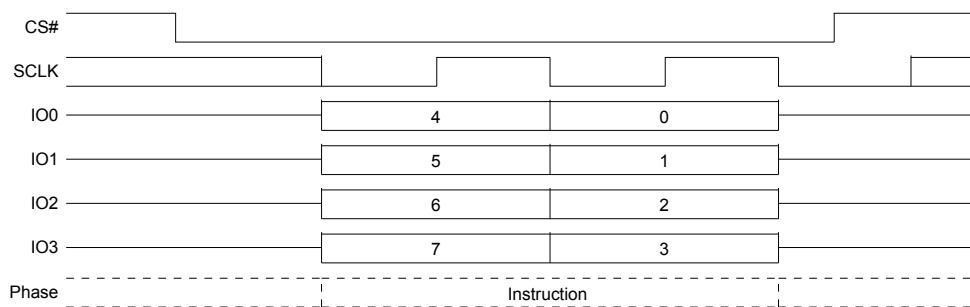 CS#
SCLK
IO0 4 0
IO1 5 1
IO2 6 2
IO3 7 3
Phase Instruction